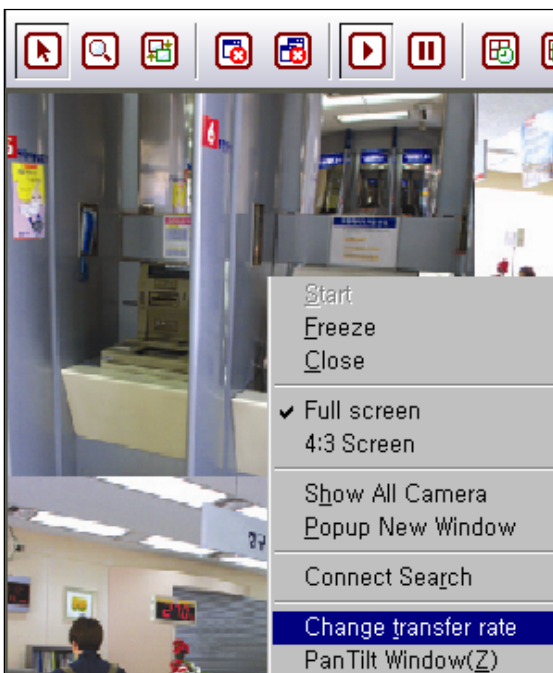 Start
Freeze
Close
Full screen
4:3 Screen
Show All Camera
Popup New Window
Connect Search
Change transfer rate
PanTilt Window(Z)